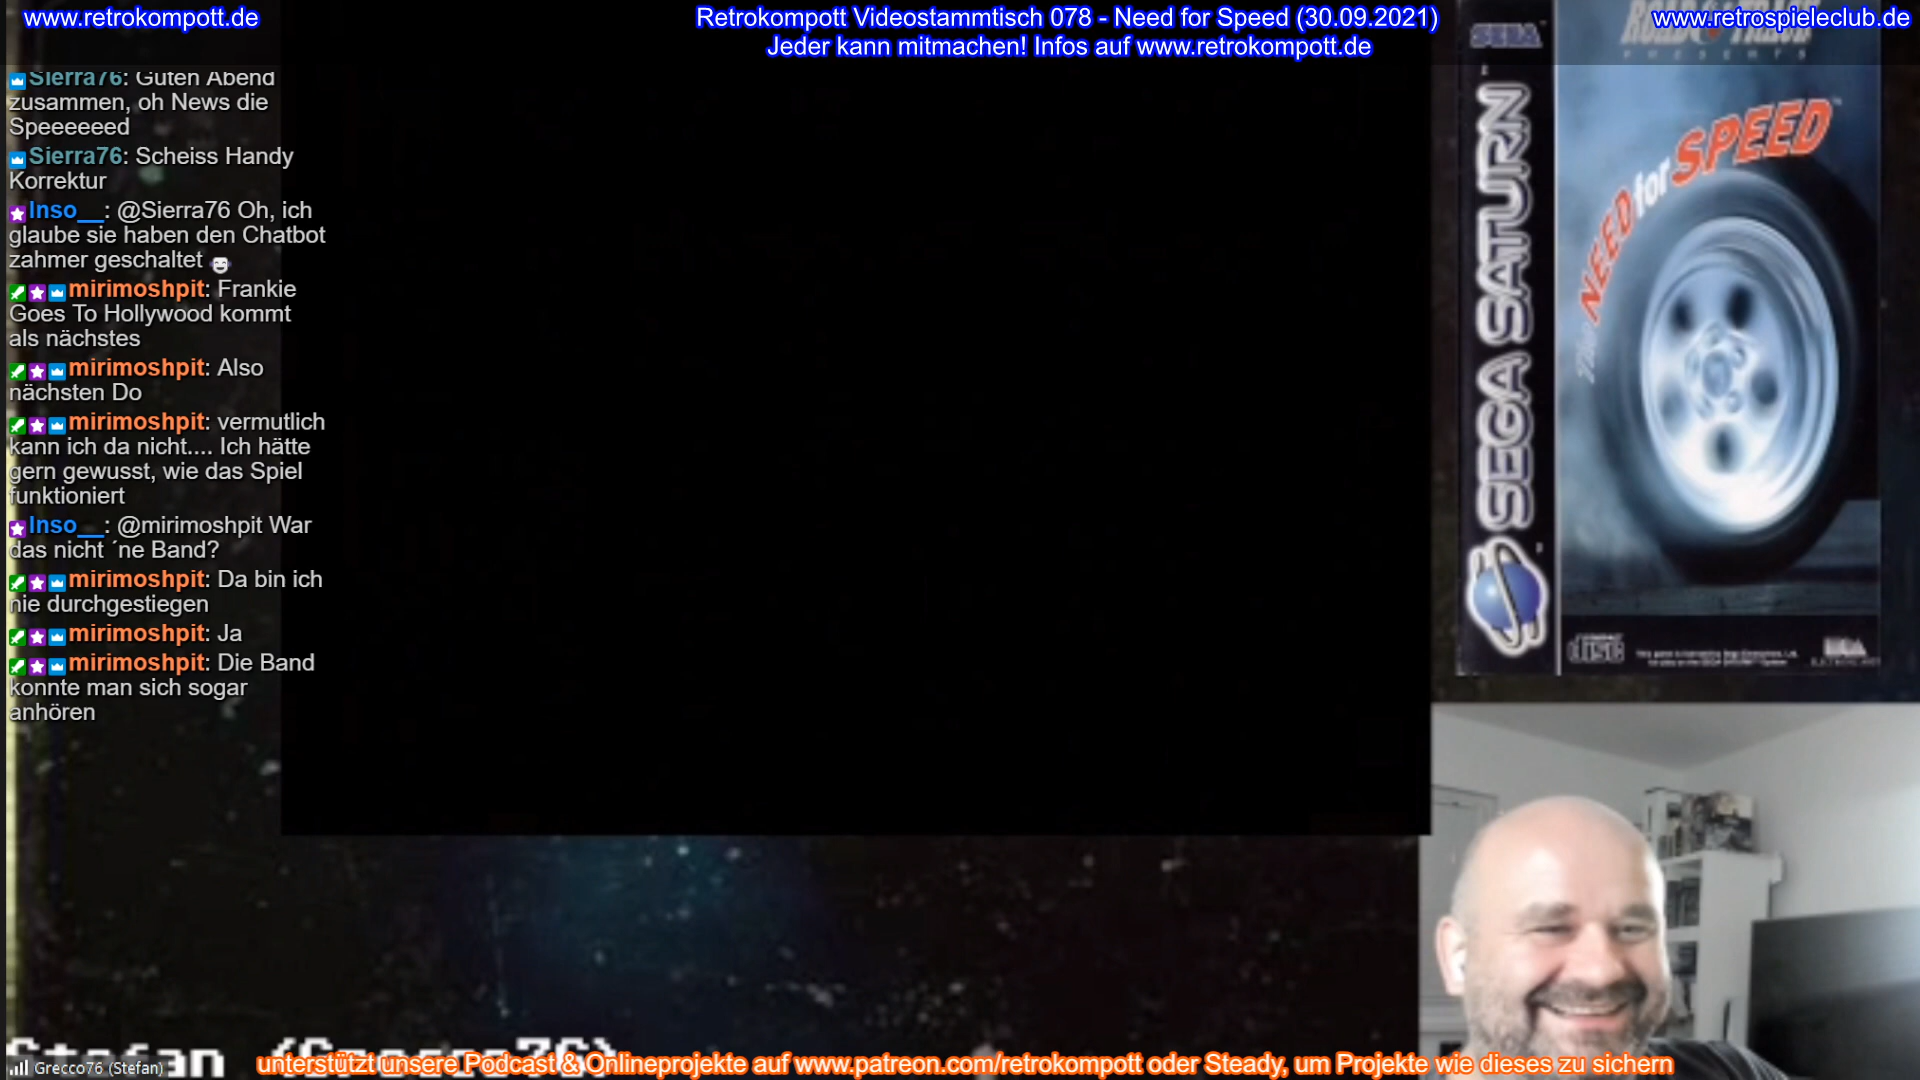 www.retrokompott.de
Retrokompott Videostammtisch 078 - Need for Speed (30.09.2021)
Jeder kann mitmachen! Infos auf www.retrokompott.de
www.retrospieleclub.de
Sierra76: Guten Abend
zusammen, oh News die
Speeeeeed
Sierra76: Scheiss Handy
Korrektur
Inso__: @Sierra76 Oh, ich
glaube sie haben den Chatbot
zahmer geschaltet
mirimoshpit: Frankie
Goes To Hollywood kommt
als nächstes
mirimoshpit: Also
nächsten Do
mirimoshpit: vermutlich
kann ich da nicht.... Ich hätte
gern gewusst, wie das Spiel
funktioniert
Inso__: @mirimoshpit War
das nicht ´ne Band?
mirimoshpit: Da bin ich
nie durchgestiegen
mirimoshpit: Ja
mirimoshpit: Die Band
konnte man sich sogar
anhören
SEGA
SEGA SATURN
PRESENTS
The NEED for SPEED
DISC
Stefan (Grecco76)
Grecco76 (Stefan)
unterstützt unsere Podcast & Onlineprojekte auf www.patreon.com/retrokompott oder Steady, um Projekte wie dieses zu sichern